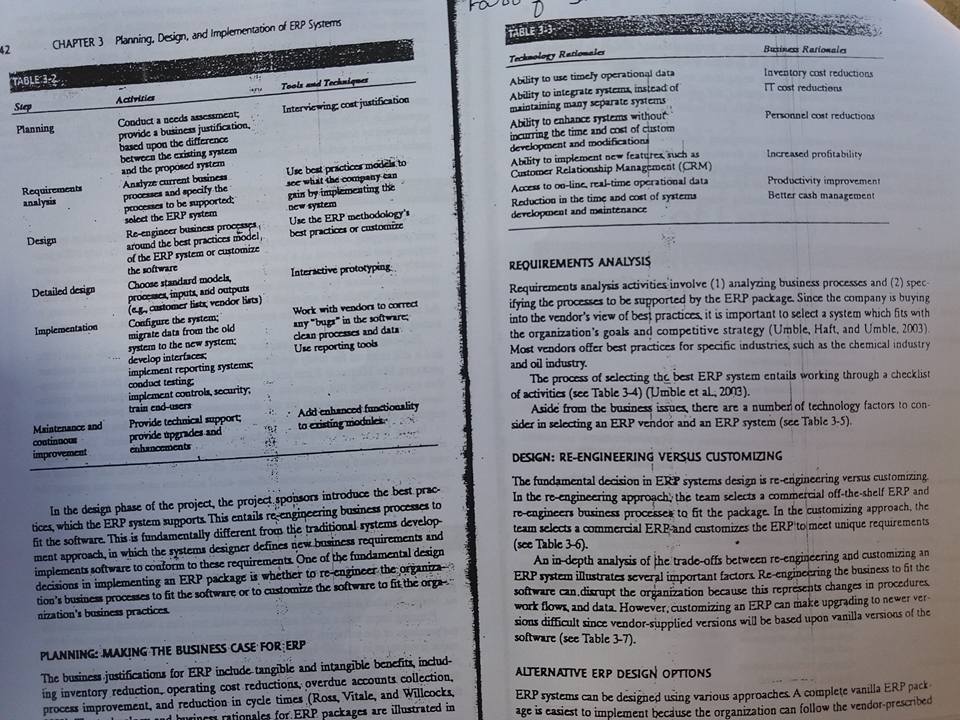 42 CHAPTER 3 Planning, Design, and Implementation of ERP Systems
TABLE 3-2
Step Activities Tools and Techniques
Planning Conduct a needs assessment; Interviewing; cost justification
provide a business justification,
based upon the difference
between the existing system
and the proposed system
Requirements Analyze current business Use best practices models to
analysis processes and specify the see what the company can
processes to be supported; gain by implementing the
select the ERP system new system
Design Re-engineer business processes Use the ERP methodology's
around the best practices model, best practices or customize
of the ERP system or customize
the software
Detailed design Choose standard models, Interactive prototyping
processes, inputs, and outputs
(e.g., customer lists, vendor lists)
Implementation Configure the system; Work with vendors to correct
migrate data from the old any "bugs" in the software;
system to the new system; clean processes and data
develop interfaces; Use reporting tools
implement reporting systems;
conduct testing;
implement controls, security;
train end-users
Maintenance and Provide technical support; Add enhanced functionality
continuous provide upgrades and to existing modules
improvement enhancements
In the design phase of the project, the project sponsors introduce the best prac-
tices, which the ERP system supports. This entails re-engineering business processes to
fit the software. This is fundamentally different from the traditional systems develop-
ment approach, in which the systems designer defines new business requirements and
implements software to conform to these requirements. One of the fundamental design
decisions in implementing an ERP package is whether to re-engineer the organiza-
tion's business processes to fit the software or to customize the software to fit the orga-
nization's business practices.
PLANNING: MAKING THE BUSINESS CASE FOR ERP
The business justifications for ERP include tangible and intangible benefits, includ-
ing inventory reduction, operating cost reductions, overdue accounts collection,
process improvement, and reduction in cycle times (Ross, Vitale, and Willcocks,
business rationales for ERP packages are illustrated in
of
TABLE 3-3
Technology Rationales Business Rationales
Ability to use timely operational data Inventory cost reductions
Ability to integrate systems, instead of IT cost reductions
maintaining many separate systems
Ability to enhance systems without Personnel cost reductions
incurring the time and cost of custom
development and modifications
Ability to implement new features, such as Increased profitability
Customer Relationship Management (CRM)
Access to on-line, real-time operational data Productivity improvement
Reduction in the time and cost of systems Better cash management
development and maintenance
REQUIREMENTS ANALYSIS
Requirements analysis activities involve (1) analyzing business processes and (2) spec-
ifying the processes to be supported by the ERP package. Since the company is buying
into the vendor's view of best practices, it is important to select a system which fits with
the organization's goals and competitive strategy (Umble, Haft, and Umble, 2003).
Most vendors offer best practices for specific industries, such as the chemical industry
and oil industry.
The process of selecting the best ERP system entails working through a checklist
of activities (see Table 3-4) (Umble et al., 2003).
Aside from the business issues, there are a number of technology factors to con-
sider in selecting an ERP vendor and an ERP system (see Table 3-5).
DESIGN: RE-ENGINEERING VERSUS CUSTOMIZING
The fundamental decision in ERP systems design is re-engineering versus customizing.
In the re-engineering approach, the team selects a commercial off-the-shelf ERP and
re-engineers business processes to fit the package. In the customizing approach, the
team selects a commercial ERP and customizes the ERP to meet unique requirements
(see Table 3-6).
An in-depth analysis of the trade-offs between re-engineering and customizing an
ERP system illustrates several important factors. Re-engineering the business to fit the
software can disrupt the organization because this represents changes in procedures,
work flows, and data. However, customizing an ERP can make upgrading to newer ver-
sions difficult since vendor-supplied versions will be based upon vanilla versions of the
software (see Table 3-7).
ALTERNATIVE ERP DESIGN OPTIONS
ERP systems can be designed using various approaches. A complete vanilla ERP pack-
age is easiest to implement because the organization can follow the vendor-prescribed